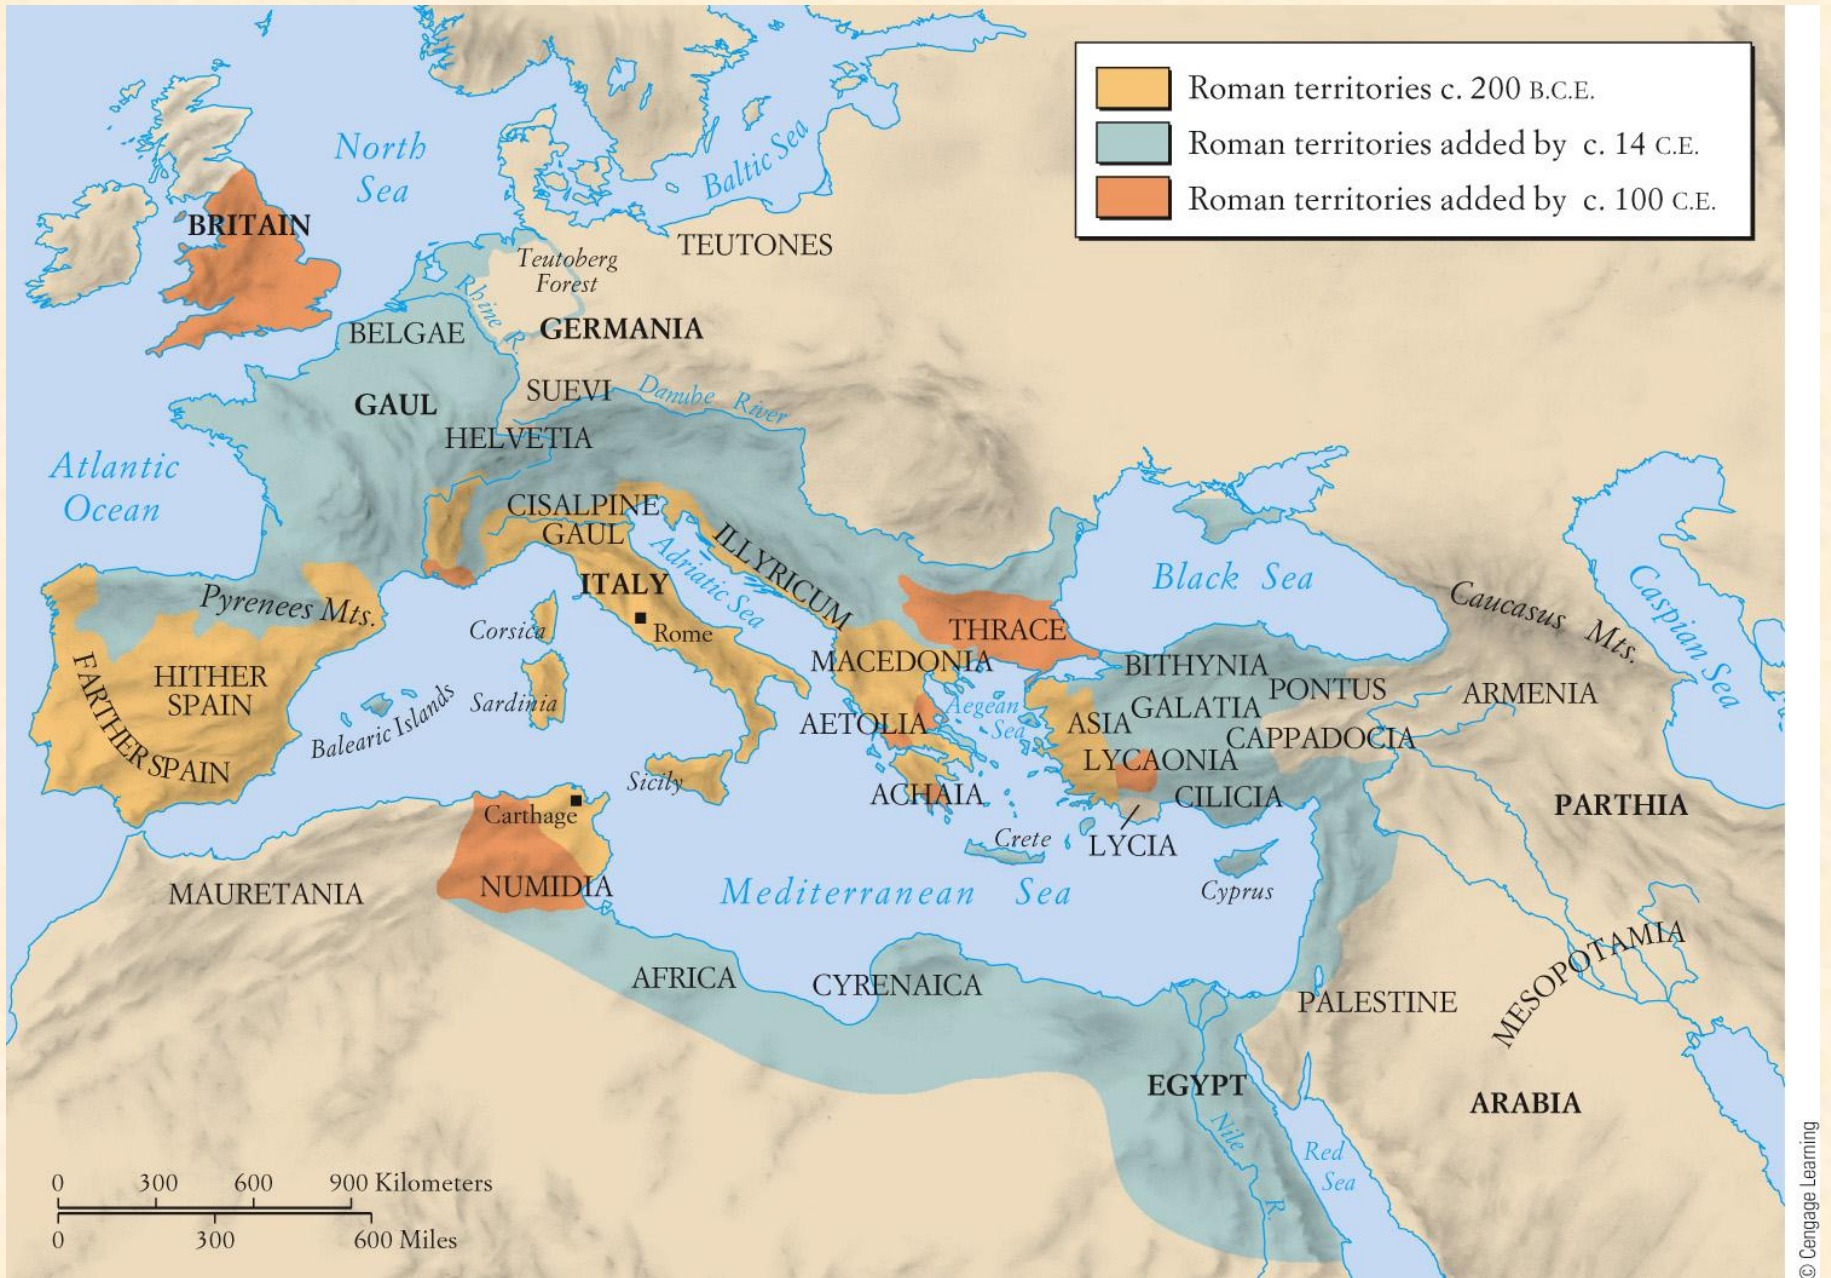 Roman territories c. 200 B.C.E.
Roman territories added by c. 14 C.E.
Roman territories added by c. 100 C.E.
North
Sea
Baltic Sea
BRITAIN
TEUTONES
Teutoberg
Forest
Rhine R.
GERMANIA
BELGAE
SUEVI
Danube River
GAUL
HELVETIA
Atlantic
Ocean
CISALPINE
GAUL
ILLYRICUM
Adriatic Sea
ITALY
Rome
Black Sea
Caucasus Mts.
Caspian Sea
Pyrenees Mts.
Corsica
THRACE
MACEDONIA
BITHYNIA
PONTUS
ARMENIA
HITHER
SPAIN
FARTHER SPAIN
Balearic Islands
Sardinia
AETOLIA
Aegean
Sea
ASIA
GALATIA
CAPPADOCIA
LYCAONIA
Sicily
ACHAIA
CILICIA
PARTHIA
Carthage
Crete
LYCIA
MAURETANIA
NUMIDIA
Mediterranean Sea
Cyprus
AFRICA
CYRENAICA
PALESTINE
MESOPOTAMIA
EGYPT
ARABIA
Nile R.
Red
Sea
0 300 600 900 Kilometers
0 300 600 Miles
© Cengage Learning